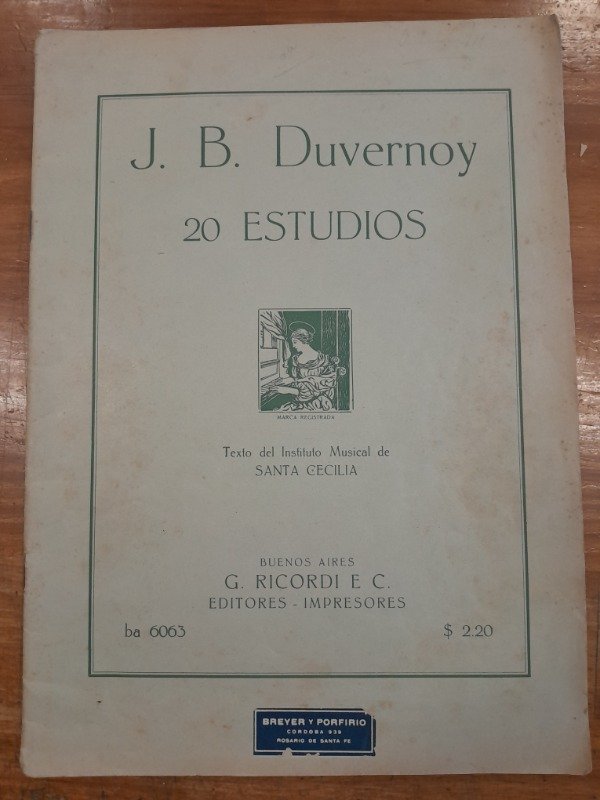 J. B. Duvernoy
20 ESTUDIOS
MARCA REGISTRADA
Texto del Instituto Musical de
SANTA CECILIA
BUENOS AIRES
G. RICORDI E C.
EDITORES - IMPRESORES
ba 6063 $ 2.20
BREYER Y PORFIRIO
CORDOBA 939
ROSARIO DE SANTA FE